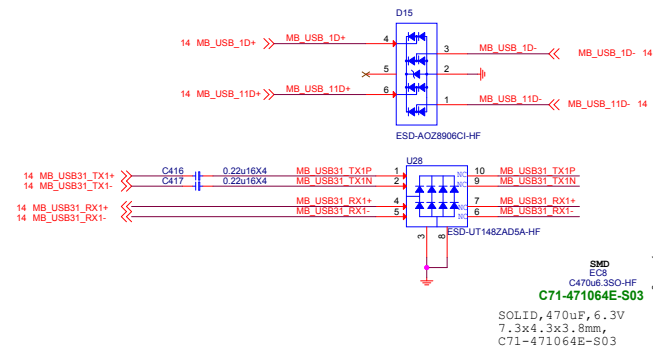 D15
14 MB_USB_1D+ MB_USB_1D+ 4
3 MB_USB_1D- MB_USB_1D- 14
5 2
14 MB_USB_11D+ MB_USB_11D+ 6
1 MB_USB_11D- MB_USB_11D- 14
ESD-AOZ8906CI-HF
U28
14 MB_USB31_TX1+ C416 0.22u16X4 MB_USB31_TX1P 1 NC 10 MB_USB31_TX1P
14 MB_USB31_TX1- C417 0.22u16X4 MB_USB31_TX1N 2 NC 9 MB_USB31_TX1N
14 MB_USB31_RX1+ MB_USB31_RX1+ 4 NC 7 MB_USB31_RX1+
14 MB_USB31_RX1- MB_USB31_RX1- 5 NC 6 MB_USB31_RX1-
3 8 ESD-UT148ZAD5A-HF
SMD
EC8
C470u6.3SO-HF
C71-471064E-S03
SOLID,470uF,6.3V
7.3x4.3x3.8mm,
C71-471064E-S03